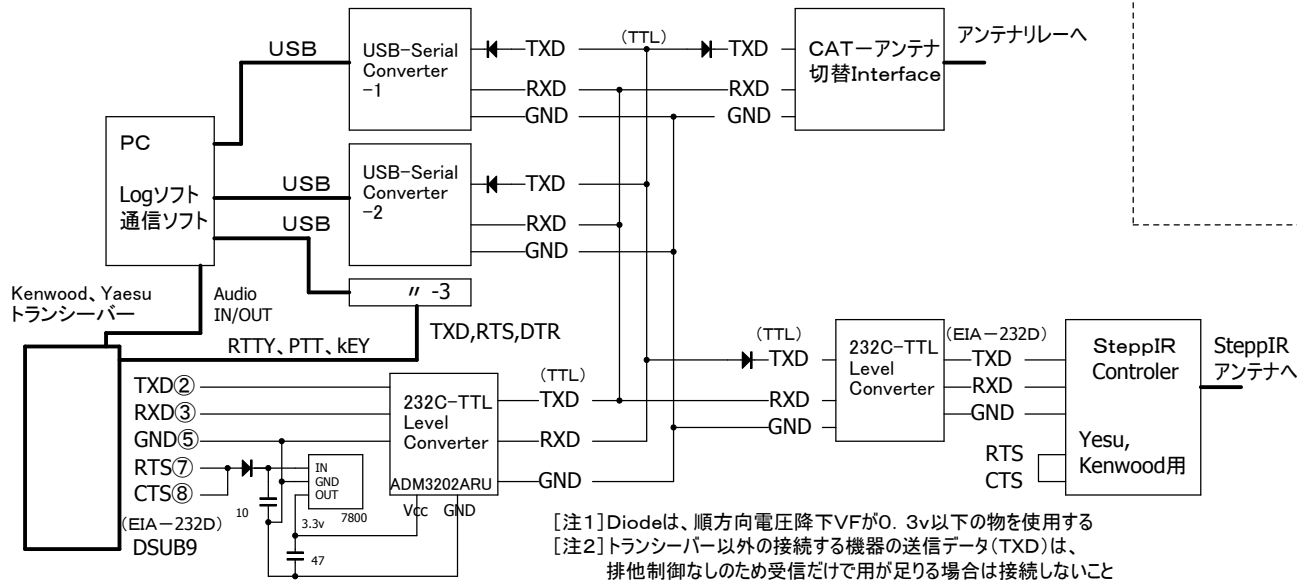 USB
USB-Serial
Converter
-1
TXD
RXD
GND
(TTL)
TXD
RXD
GND
CAT-アンテナ
切替Interface
アンテナリレーへ
PC
Logソフト
通信ソフト
USB
USB
USB-Serial
Converter
-2
TXD
RXD
GND
〃 -3
TXD,RTS,DTR
Kenwood、Yaesu
トランシーバー
Audio
IN/OUT
RTTY、PTT、kEY
TXD②
RXD③
GND⑤
RTS⑦
CTS⑧
(EIA-232D)
DSUB9
10
IN
GND
OUT
7800
3.3v
47
232C-TTL
Level
Converter
ADM3202ARU
Vcc GND
(TTL)
TXD
RXD
GND
(TTL)
TXD
RXD
GND
232C-TTL
Level
Converter
(EIA-232D)
TXD
RXD
GND
RTS
CTS
SteppIR
Controler
Yesu,
Kenwood用
SteppIR
アンテナへ
[注1]Diodeは、順方向電圧降下VFが0.3v以下の物を使用する
[注2]トランシーバー以外の接続する機器の送信データ(TXD)は、
排他制御なしのため受信だけで用が足りる場合は接続しないこと